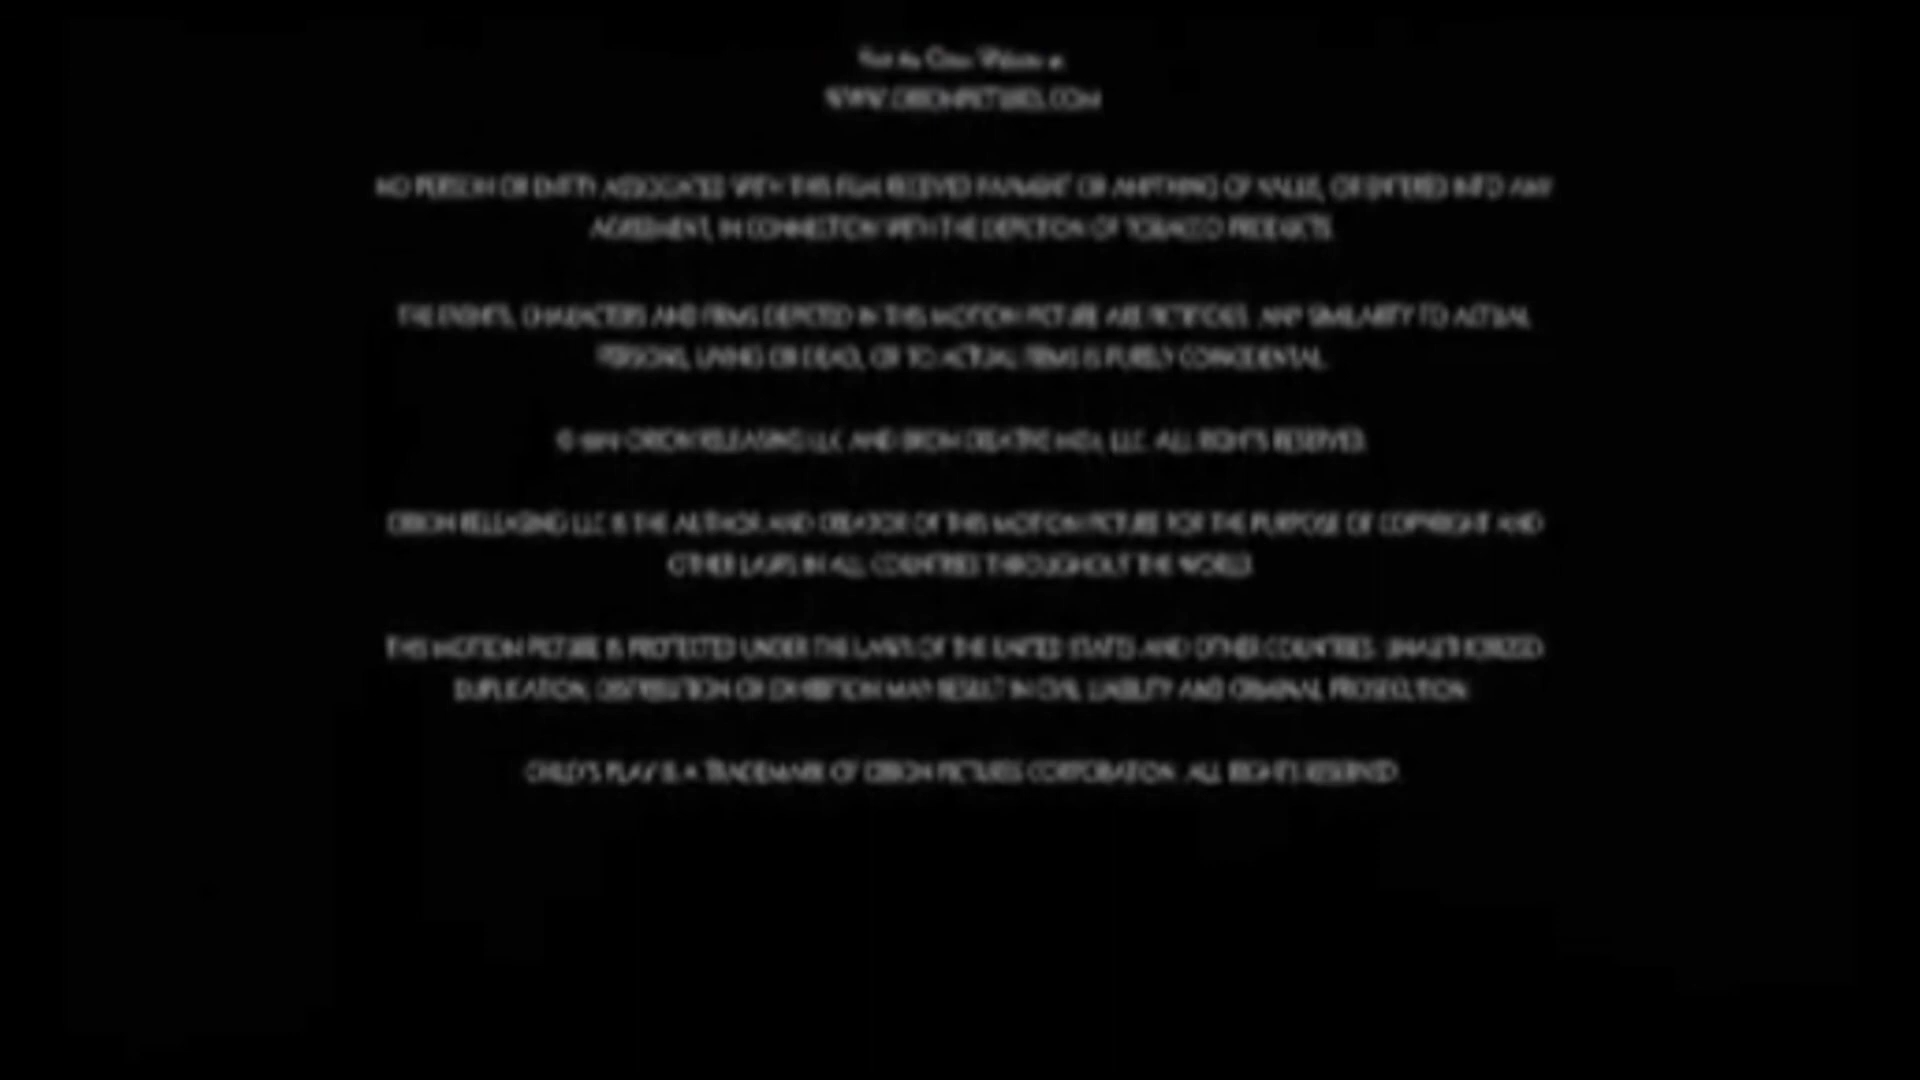 Visit the Orion Website at
WWW.ORIONPICTURES.COM
NO PERSON OR ENTITY ASSOCIATED WITH THIS FILM RECEIVED PAYMENT OR ANYTHING OF VALUE, OR ENTERED INTO ANY
AGREEMENT, IN CONNECTION WITH THE DEPICTION OF TOBACCO PRODUCTS.
THE EVENTS, CHARACTERS AND FIRMS DEPICTED IN THIS MOTION PICTURE ARE FICTITIOUS. ANY SIMILARITY TO ACTUAL
PERSONS, LIVING OR DEAD, OR TO ACTUAL FIRMS IS PURELY COINCIDENTAL.
© ORION RELEASING LLC AND BRON CREATIVE LLC. ALL RIGHTS RESERVED.
ORION RELEASING LLC IS THE AUTHOR AND CREATOR OF THIS MOTION PICTURE FOR THE PURPOSE OF COPYRIGHT AND
OTHER LAWS IN ALL COUNTRIES THROUGHOUT THE WORLD.
THIS MOTION PICTURE IS PROTECTED UNDER THE LAWS OF THE UNITED STATES AND OTHER COUNTRIES. UNAUTHORIZED
DUPLICATION, DISTRIBUTION OR EXHIBITION MAY RESULT IN CIVIL LIABILITY AND CRIMINAL PROSECUTION.
CHILD'S PLAY IS A TRADEMARK OF ORION PICTURES CORPORATION. ALL RIGHTS RESERVED.